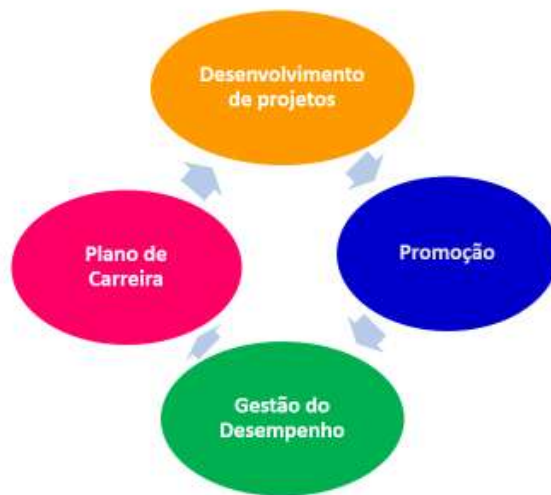 Desenvolvimento
de projetos
Promoção
Plano de
Carreira
Gestão do
Desempenho